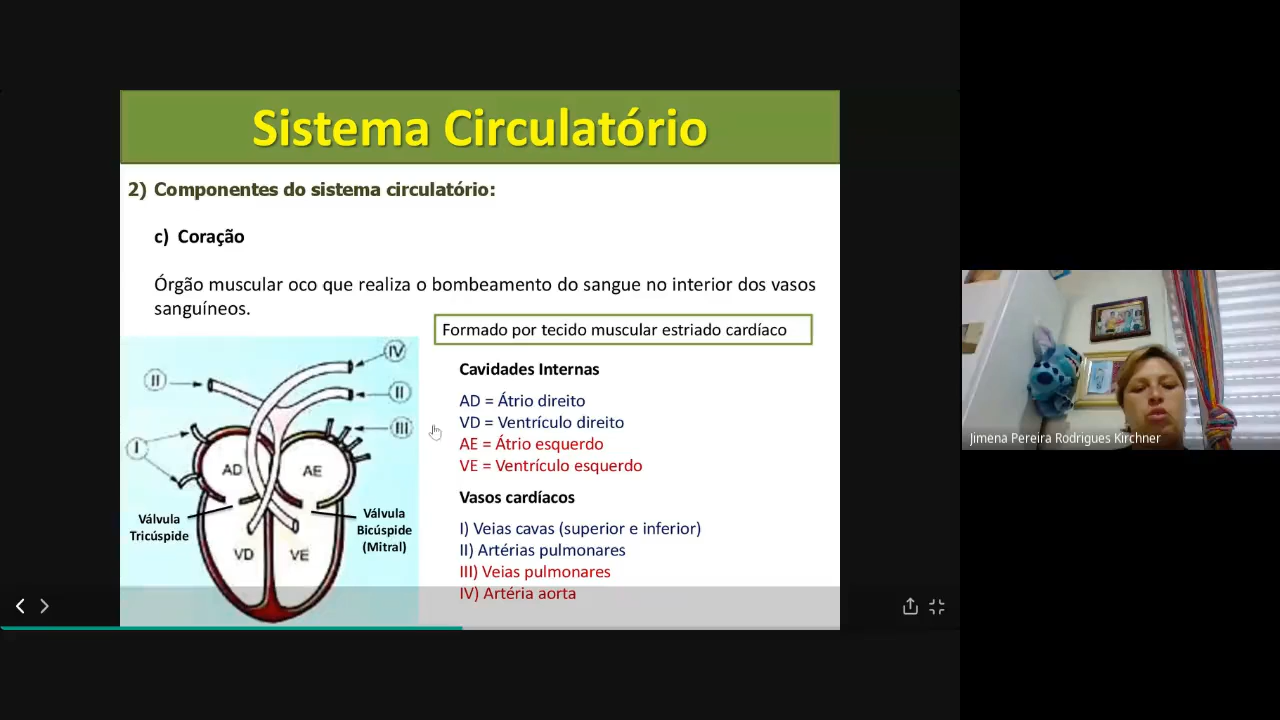 Sistema Circulatório
2) Componentes do sistema circulatório:
c) Coração
Órgão muscular oco que realiza o bombeamento do sangue no interior dos vasos
sanguíneos.
Formado por tecido muscular estriado cardíaco
IV
II
II
III
I
AD
AE
Válvula
Tricúspide
Válvula
Bicúspide
(Mitral)
VD
VE
Cavidades Internas
AD = Átrio direito
VD = Ventrículo direito
AE = Átrio esquerdo
VE = Ventrículo esquerdo
Vasos cardíacos
I) Veias cavas (superior e inferior)
II) Artérias pulmonares
III) Veias pulmonares
IV) Artéria aorta
Jimena Pereira Rodrigues Kirchner